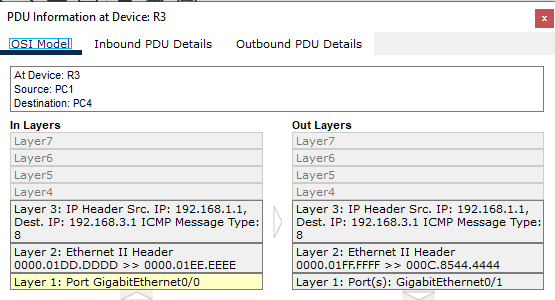 PDU Information at Device: R3
x
OSI Model Inbound PDU Details Outbound PDU Details
At Device: R3
Source: PC1
Destination: PC4
In Layers
Layer7
Layer6
Layer5
Layer4
Layer 3: IP Header Src. IP: 192.168.1.1,
Dest. IP: 192.168.3.1 ICMP Message Type:
8
Layer 2: Ethernet II Header
0000.01DD.DDDD >> 0000.01EE.EEEE
Layer 1: Port GigabitEthernet0/0
Out Layers
Layer7
Layer6
Layer5
Layer4
Layer 3: IP Header Src. IP: 192.168.1.1,
Dest. IP: 192.168.3.1 ICMP Message Type:
8
Layer 2: Ethernet II Header
0000.01FF.FFFF >> 000C.8544.4444
Layer 1: Port(s): GigabitEthernet0/1